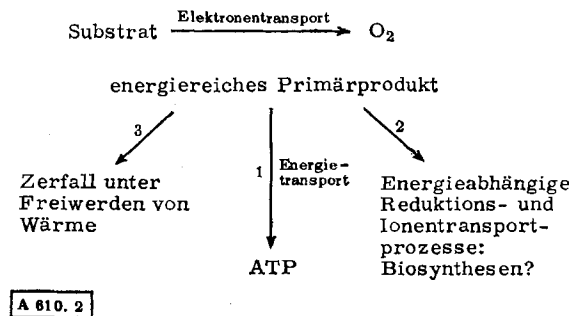 Elektronentransport
Substrat O₂
energiereiches Primärprodukt
3
2
1
Energie-
transport
Zerfall unter
Freiwerden von
Wärme
Energieabhängige
Reduktions- und
Ionentransport-
prozesse:
Biosynthesen?
ATP
A 610. 2